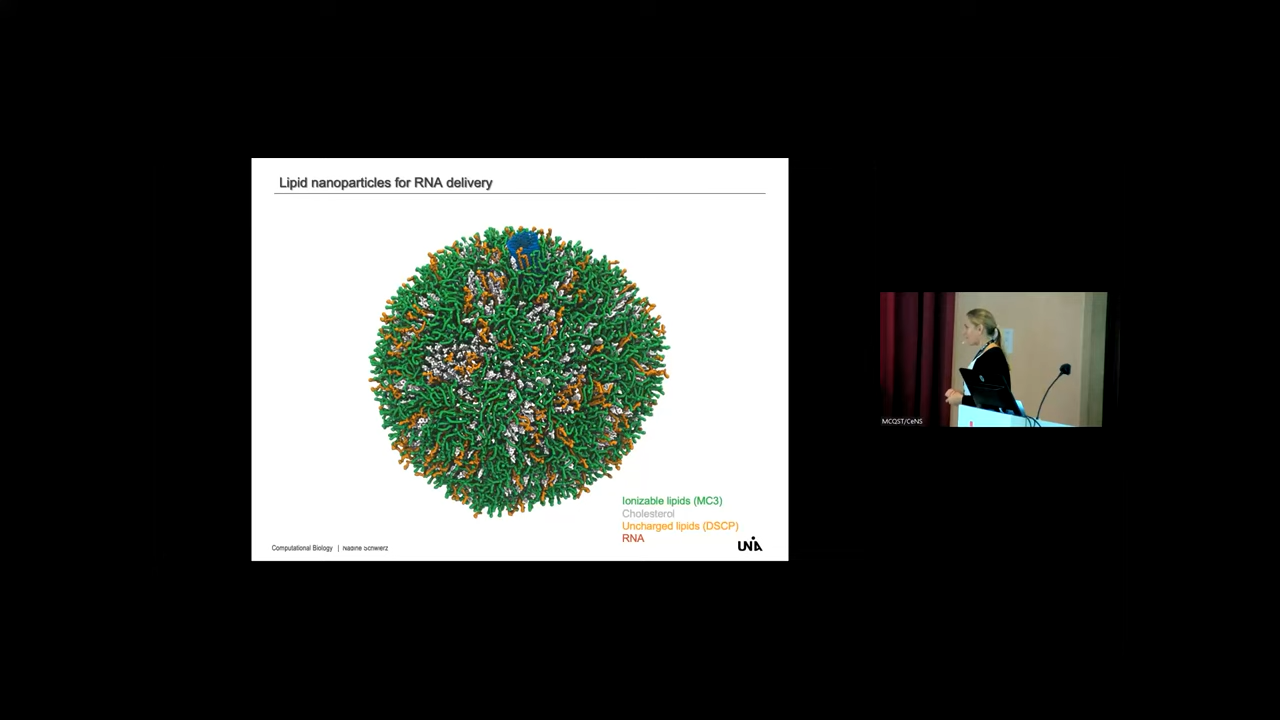 Lipid nanoparticles for RNA delivery
Ionizable lipids (MC3)
Cholesterol
Uncharged lipids (DSCP)
RNA
Computational Biology | Nadine Schwierz
UNIA
MCQST/CeNS